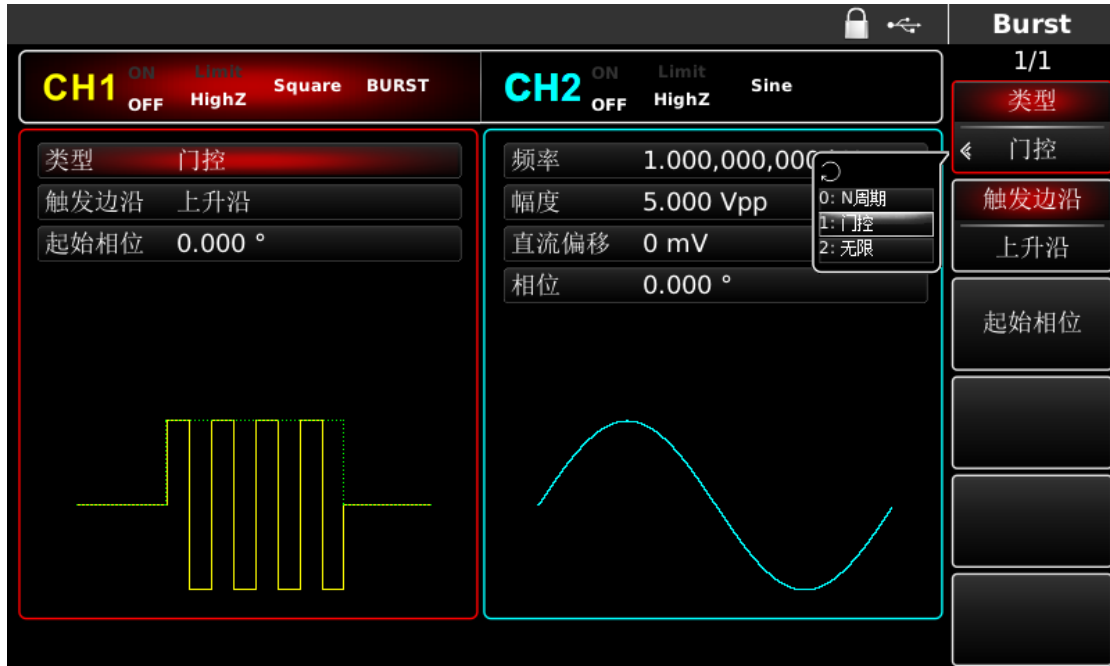 Burst
1/1
CH1 ON OFF Limit HighZ Square BURST
CH2 ON OFF Limit HighZ Sine
类型 门控
触发边沿 上升沿
起始相位 0.000 °
频率 1.000,000,000
幅度 5.000 Vpp
直流偏移 0 mV
相位 0.000 °
0: N周期
1: 门控
2: 无限
类型
门控
触发边沿
上升沿
起始相位